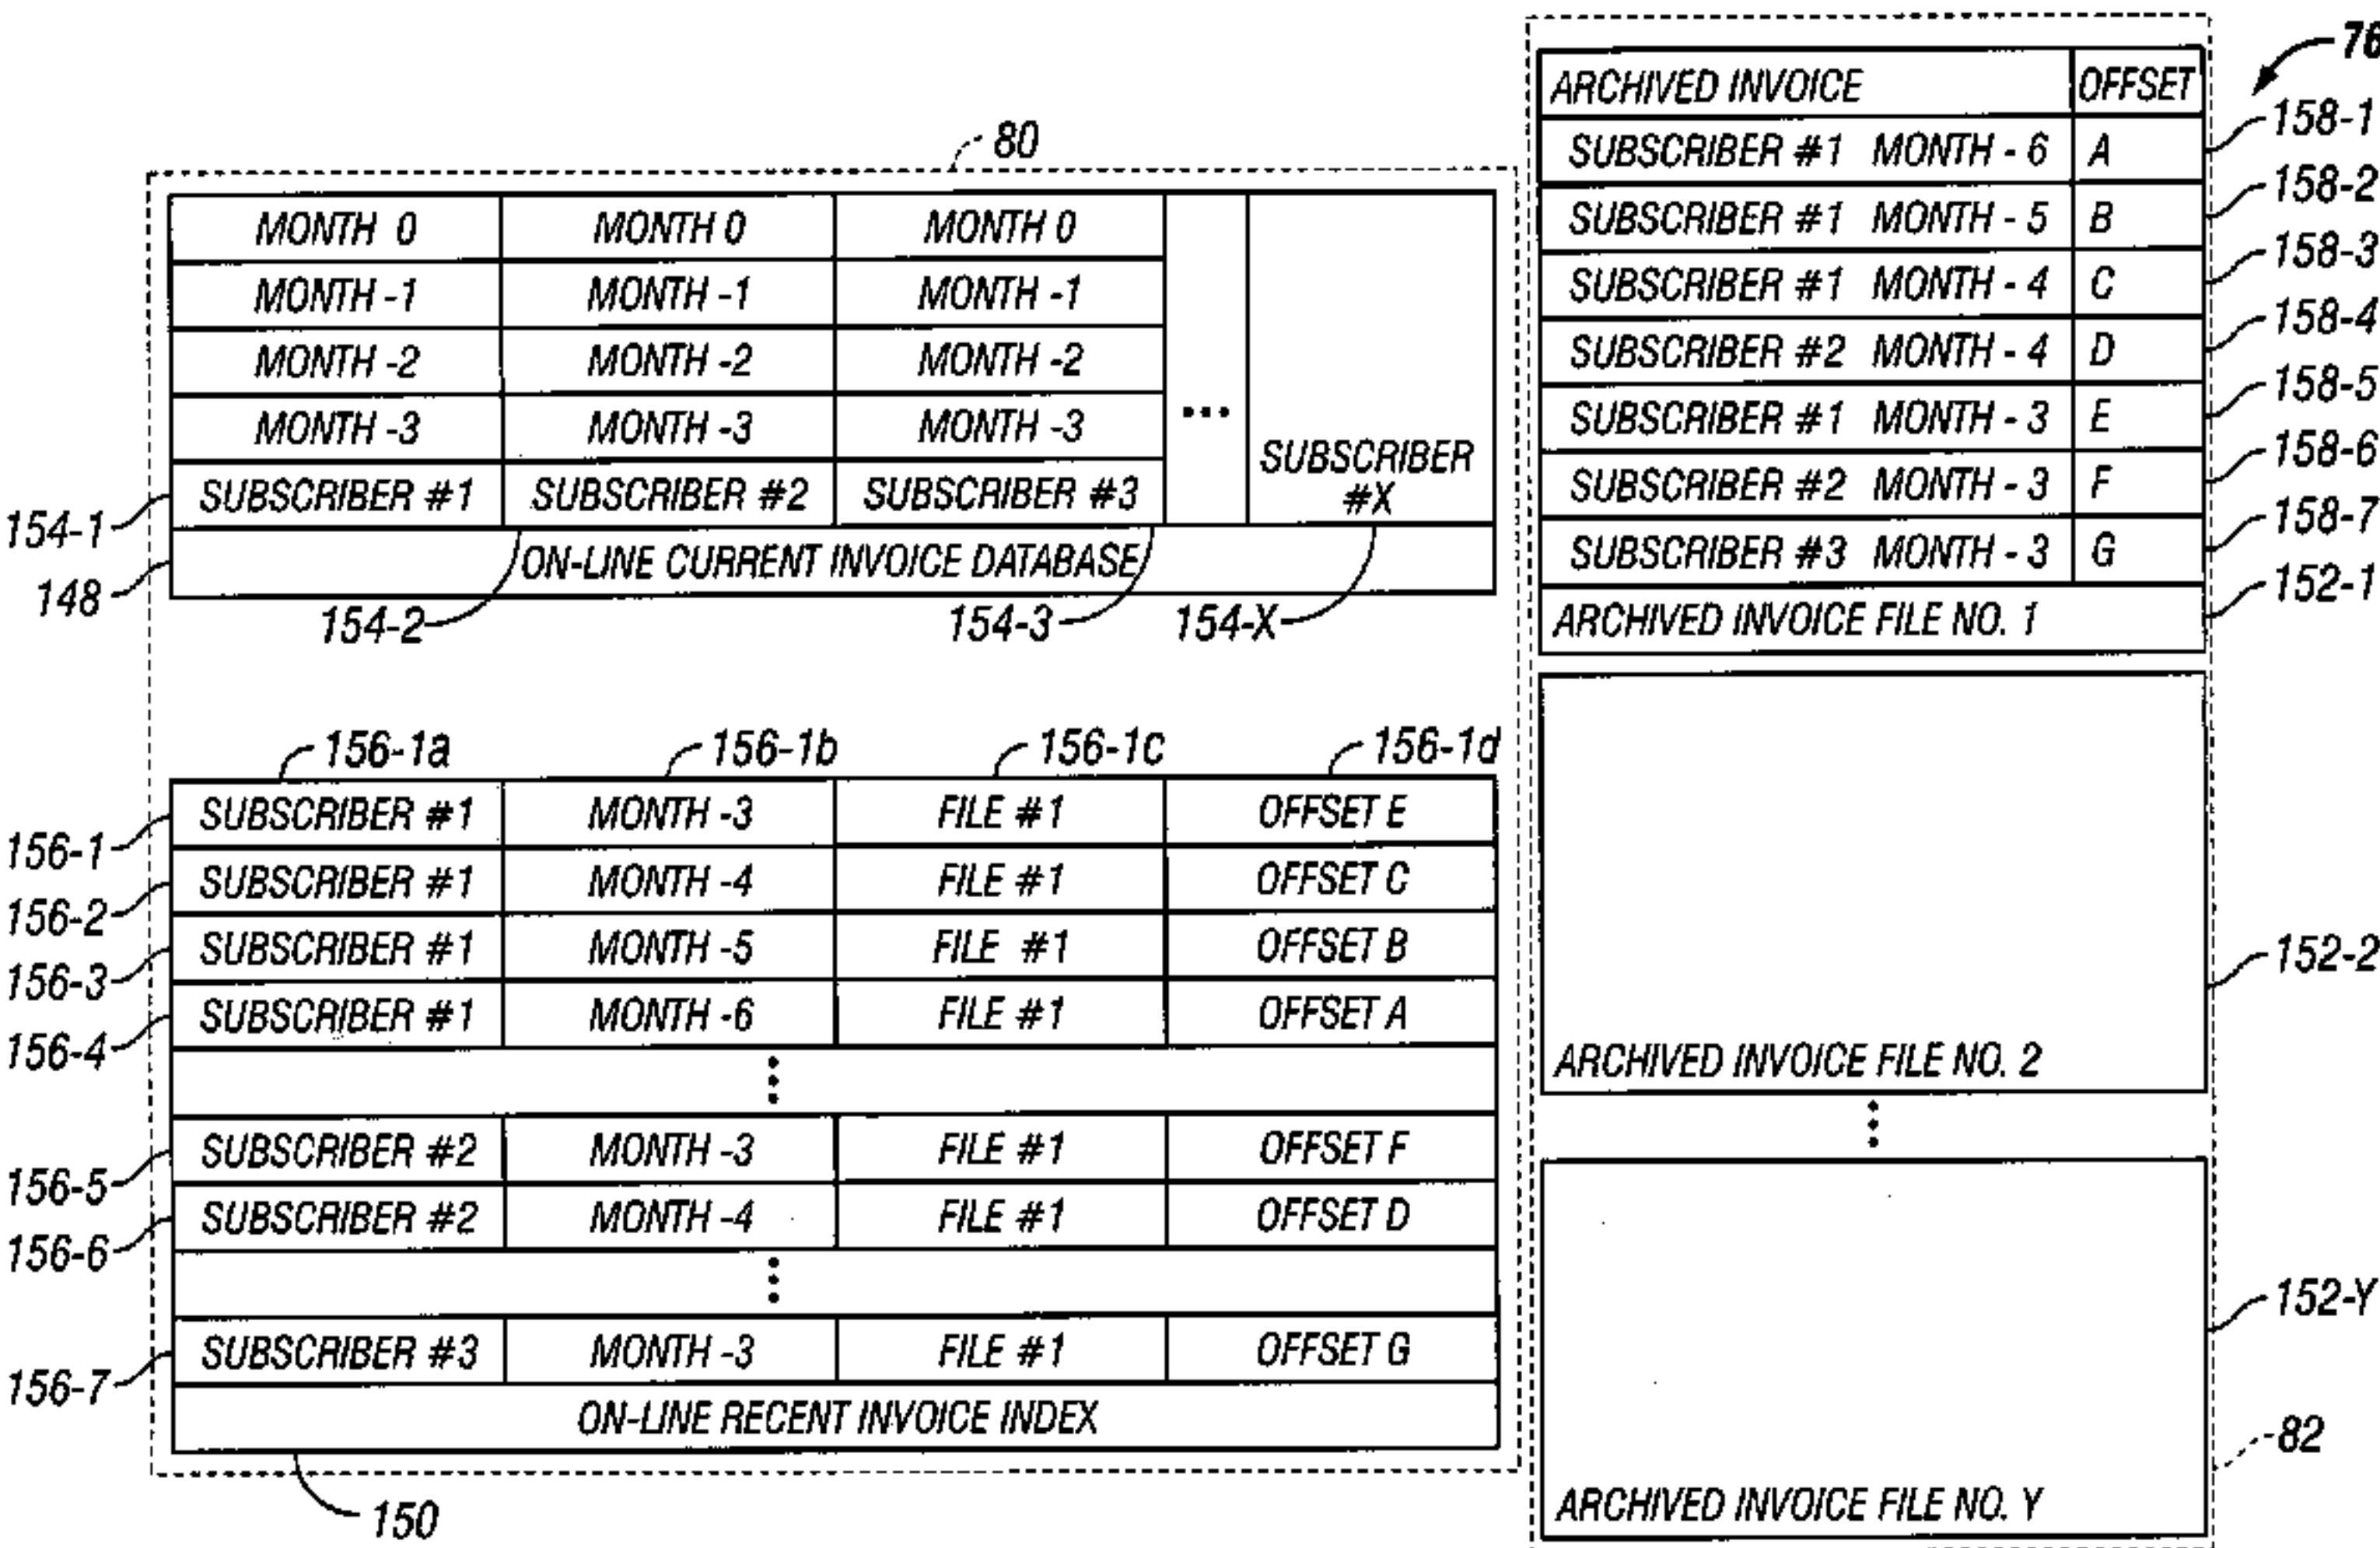 80
MONTH 0 MONTH 0 MONTH 0
MONTH -1 MONTH -1 MONTH -1
MONTH -2 MONTH -2 MONTH -2
MONTH -3 MONTH -3 MONTH -3 ...
SUBSCRIBER
#X
154-1 SUBSCRIBER #1 SUBSCRIBER #2 SUBSCRIBER #3
148 ON-LINE CURRENT INVOICE DATABASE
154-2 154-3 154-X
156-1a 156-1b 156-1c 156-1d
156-1 SUBSCRIBER #1 MONTH -3 FILE #1 OFFSET E
156-2 SUBSCRIBER #1 MONTH -4 FILE #1 OFFSET C
156-3 SUBSCRIBER #1 MONTH -5 FILE #1 OFFSET B
156-4 SUBSCRIBER #1 MONTH -6 FILE #1 OFFSET A
156-5 SUBSCRIBER #2 MONTH -3 FILE #1 OFFSET F
156-6 SUBSCRIBER #2 MONTH -4 FILE #1 OFFSET D
156-7 SUBSCRIBER #3 MONTH -3 FILE #1 OFFSET G
ON-LINE RECENT INVOICE INDEX
150
76
ARCHIVED INVOICE OFFSET
SUBSCRIBER #1 MONTH - 6 A 158-1
SUBSCRIBER #1 MONTH - 5 B 158-2
SUBSCRIBER #1 MONTH - 4 C 158-3
SUBSCRIBER #2 MONTH - 4 D 158-4
SUBSCRIBER #1 MONTH - 3 E 158-5
SUBSCRIBER #2 MONTH - 3 F 158-6
SUBSCRIBER #3 MONTH - 3 G 158-7
ARCHIVED INVOICE FILE NO. 1 152-1
152-2
ARCHIVED INVOICE FILE NO. 2
152-Y
82
ARCHIVED INVOICE FILE NO. Y